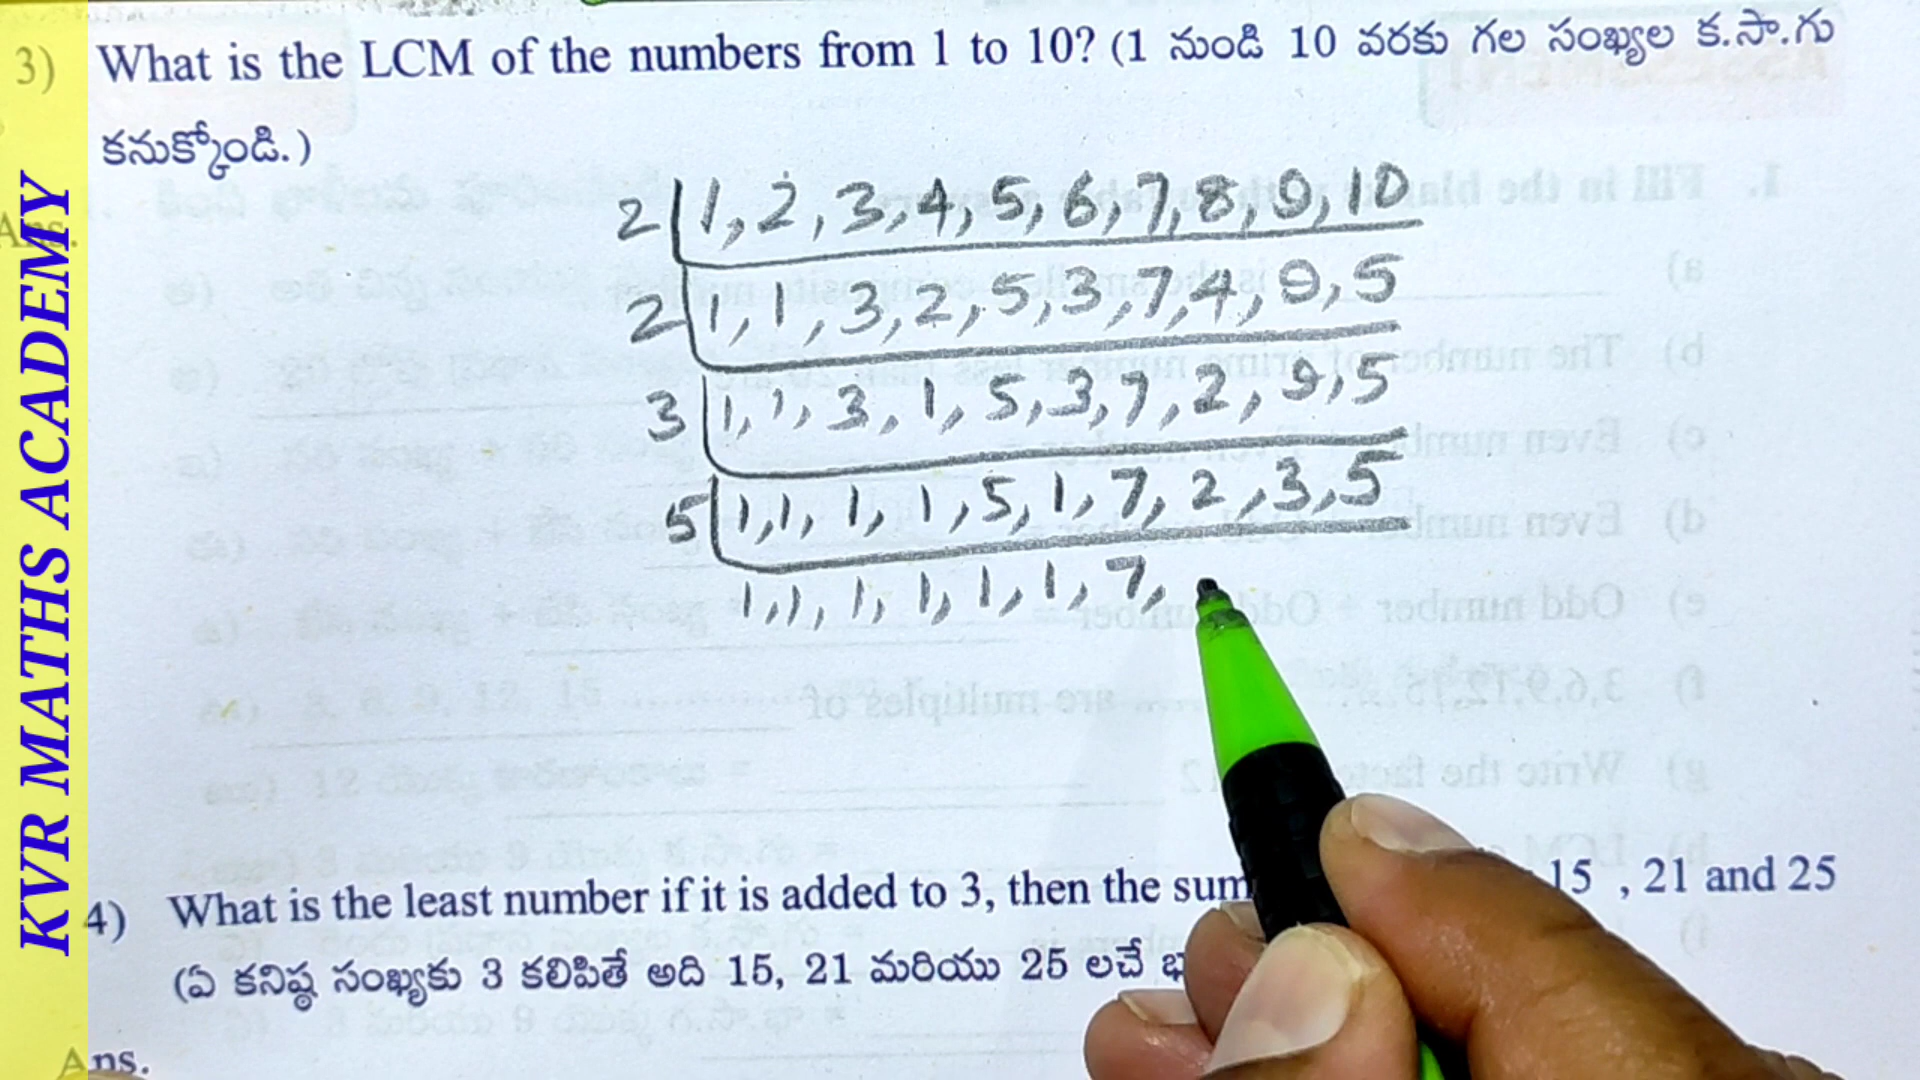 KVR MATHS ACADEMY
3) What is the LCM of the numbers from 1 to 10? (1 నుండి 10 వరకు గల సంఖ్యల క.సా.గు
కనుక్కోండి.)
Ans.
2 1, 2, 3, 4, 5, 6, 7, 8, 9, 10
2 1, 1, 3, 2, 5, 3, 7, 4, 9, 5
3 1, 1, 3, 1, 5, 3, 7, 2, 9, 5
5 1, 1, 1, 1, 5, 1, 7, 2, 3, 5
1, 1, 1, 1, 1, 1, 7,
4) What is the least number if it is added to 3, then the sum 15 , 21 and 25
(ఏ కనిష్ఠ సంఖ్యకు 3 కలిపితే అది 15, 21 మరియు 25 లచే
Ans.